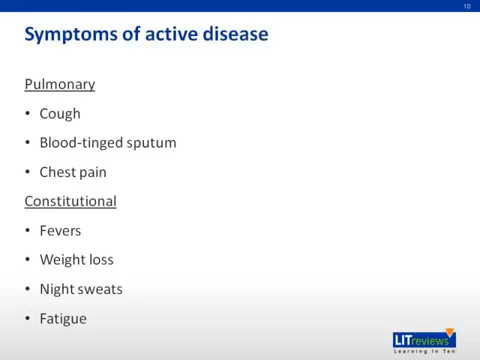 10
Symptoms of active disease
Pulmonary
• Cough
• Blood-tinged sputum
• Chest pain
Constitutional
• Fevers
• Weight loss
• Night sweats
• Fatigue
LITreviews
Learning in Ten